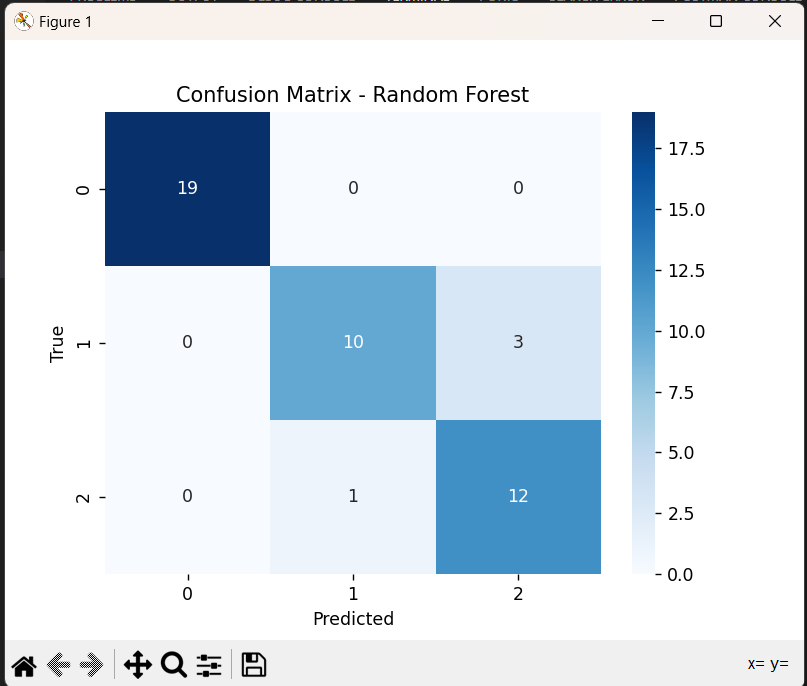 Figure 1
Confusion Matrix - Random Forest
0 19 0 0
1 0 10 3
2 0 1 12
True
0 1 2
Predicted
17.5
15.0
12.5
10.0
7.5
5.0
2.5
0.0
x= y=